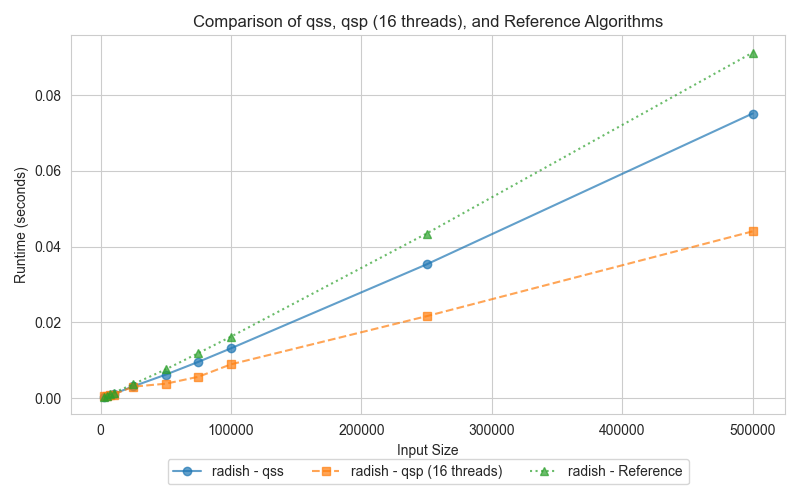 Comparison of qss, qsp (16 threads), and Reference Algorithms
Runtime (seconds)
0.08
0.06
0.04
0.02
0.00
0 100000 200000 300000 400000 500000
Input Size
radish - qss radish - qsp (16 threads) radish - Reference